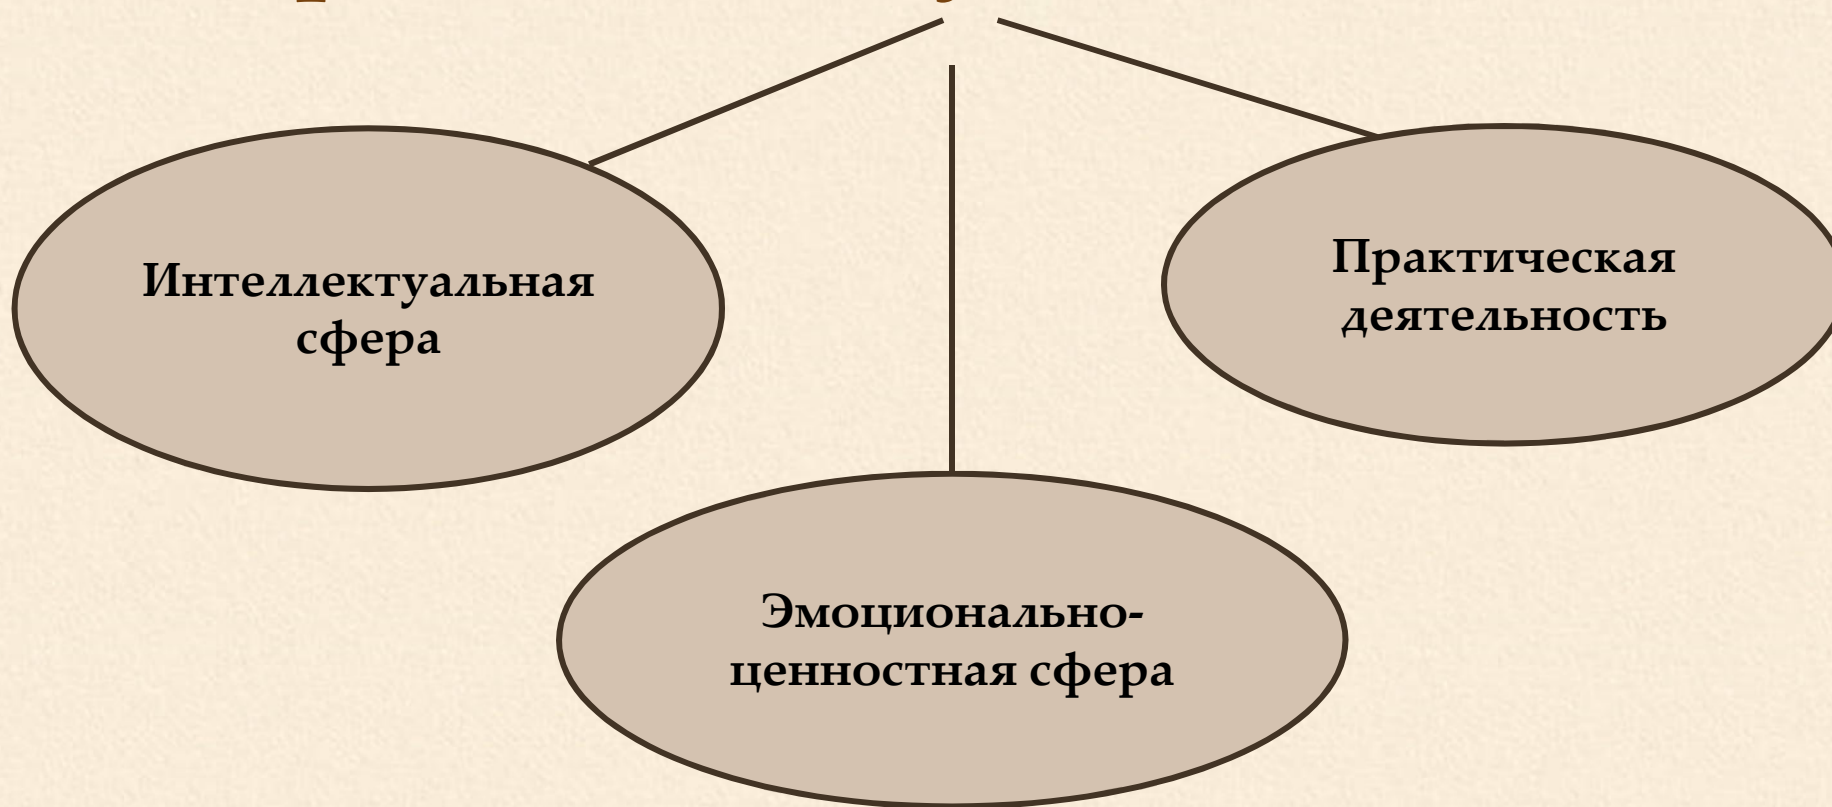 Интеллектуальная
сфера
Практическая
деятельность
Эмоционально-
ценностная сфера